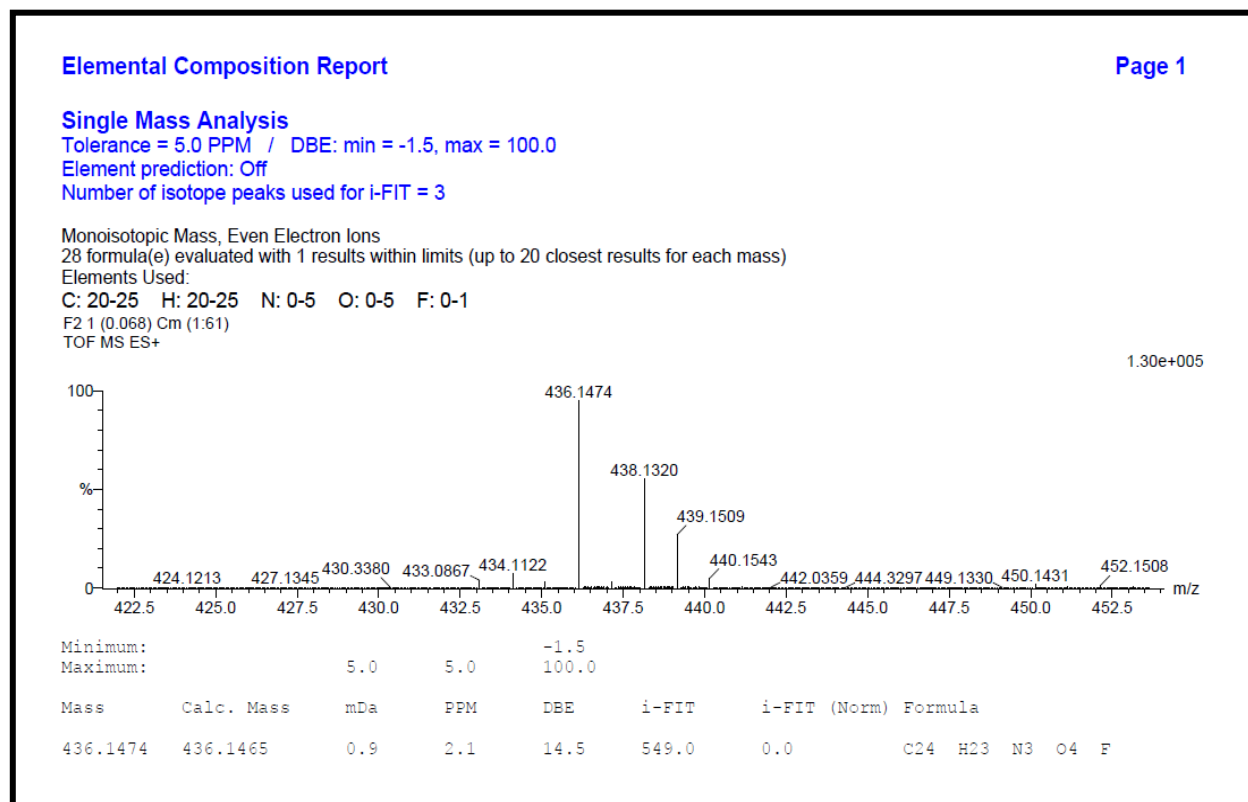 Elemental Composition Report Page 1
Single Mass Analysis
Tolerance = 5.0 PPM / DBE: min = -1.5, max = 100.0
Element prediction: Off
Number of isotope peaks used for i-FIT = 3
Monoisotopic Mass, Even Electron Ions
28 formula(e) evaluated with 1 results within limits (up to 20 closest results for each mass)
Elements Used:
C: 20-25 H: 20-25 N: 0-5 O: 0-5 F: 0-1
F2 1 (0.068) Cm (1:61)
TOF MS ES+
1.30e+005
100
436.1474
438.1320
%
439.1509
424.1213 427.1345 430.3380 433.0867 434.1122 440.1543 442.0359 444.3297 449.1330 450.1431 452.1508
0
422.5 425.0 427.5 430.0 432.5 435.0 437.5 440.0 442.5 445.0 447.5 450.0 452.5 m/z
Minimum: -1.5
Maximum: 5.0 5.0 100.0
Mass Calc. Mass mDa PPM DBE i-FIT i-FIT (Norm) Formula
436.1474 436.1465 0.9 2.1 14.5 549.0 0.0 C24 H23 N3 O4 F